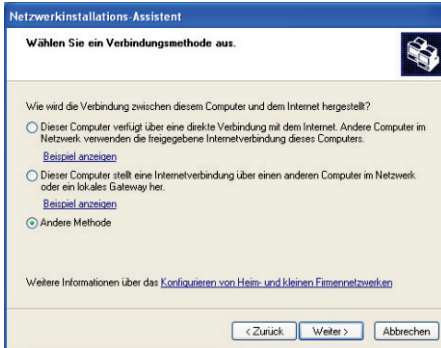 Netzwerkinstallations-Assistent
Wählen Sie ein Verbindungsmethode aus.
Wie wird die Verbindung zwischen diesem Computer und dem Internet hergestellt?
Dieser Computer verfügt über eine direkte Verbindung mit dem Internet. Andere Computer im
Netzwerk verwenden die freigegebene Internetverbindung dieses Computers.
Beispiel anzeigen
Dieser Computer stellt eine Internetverbindung über einen anderen Computer im Netzwerk
oder ein lokales Gateway her.
Beispiel anzeigen
Andere Methode
Weitere Informationen über das Konfigurieren von Heim- und kleinen Firmennetzwerken
< Zurück Weiter > Abbrechen